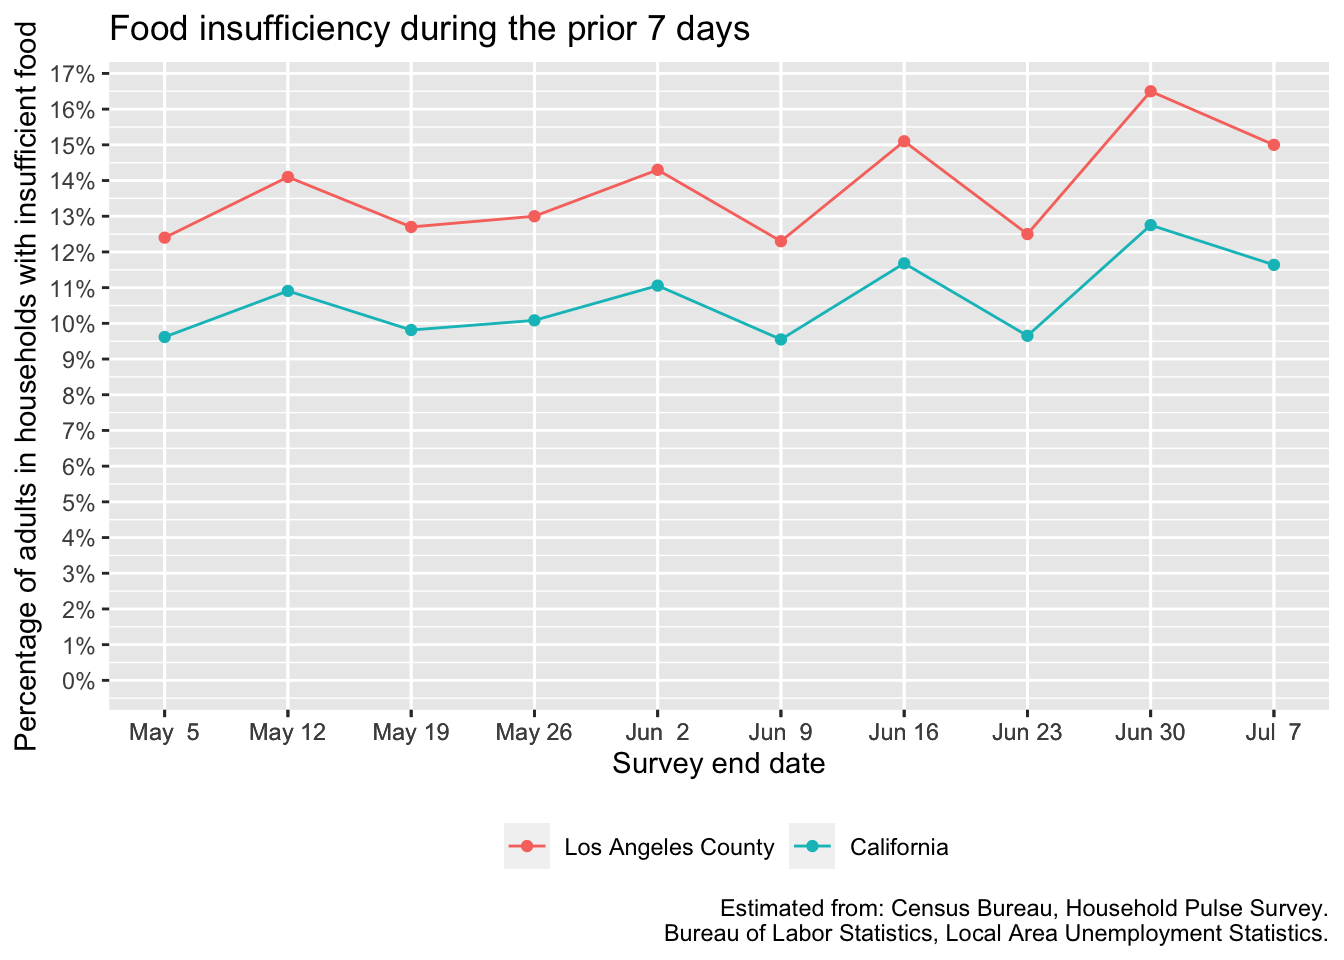 Food insufficiency during the prior 7 days
Percentage of adults in households with insufficient food
17%
16%
15%
14%
13%
12%
11%
10%
9%
8%
7%
6%
5%
4%
3%
2%
1%
0%
May 5 May 12 May 19 May 26 Jun 2 Jun 9 Jun 16 Jun 23 Jun 30 Jul 7
Survey end date
Los Angeles County California
Estimated from: Census Bureau, Household Pulse Survey.
Bureau of Labor Statistics, Local Area Unemployment Statistics.